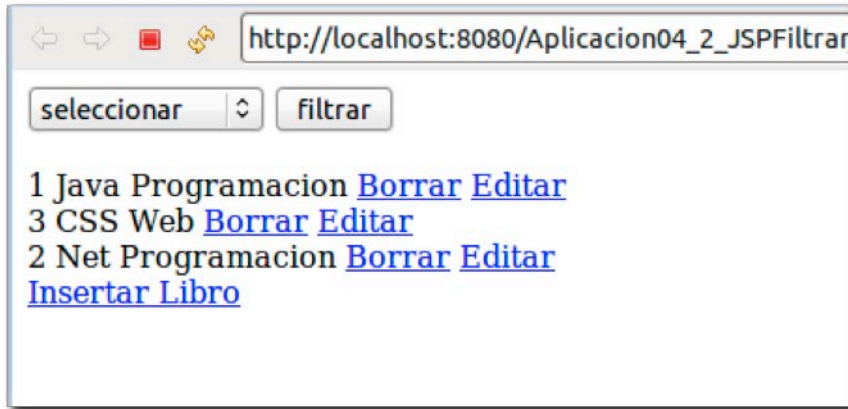 http://localhost:8080/Aplicacion04_2_JSPFiltrar
seleccionar filtrar
1 Java Programacion Borrar Editar
3 CSS Web Borrar Editar
2 Net Programacion Borrar Editar
Insertar Libro